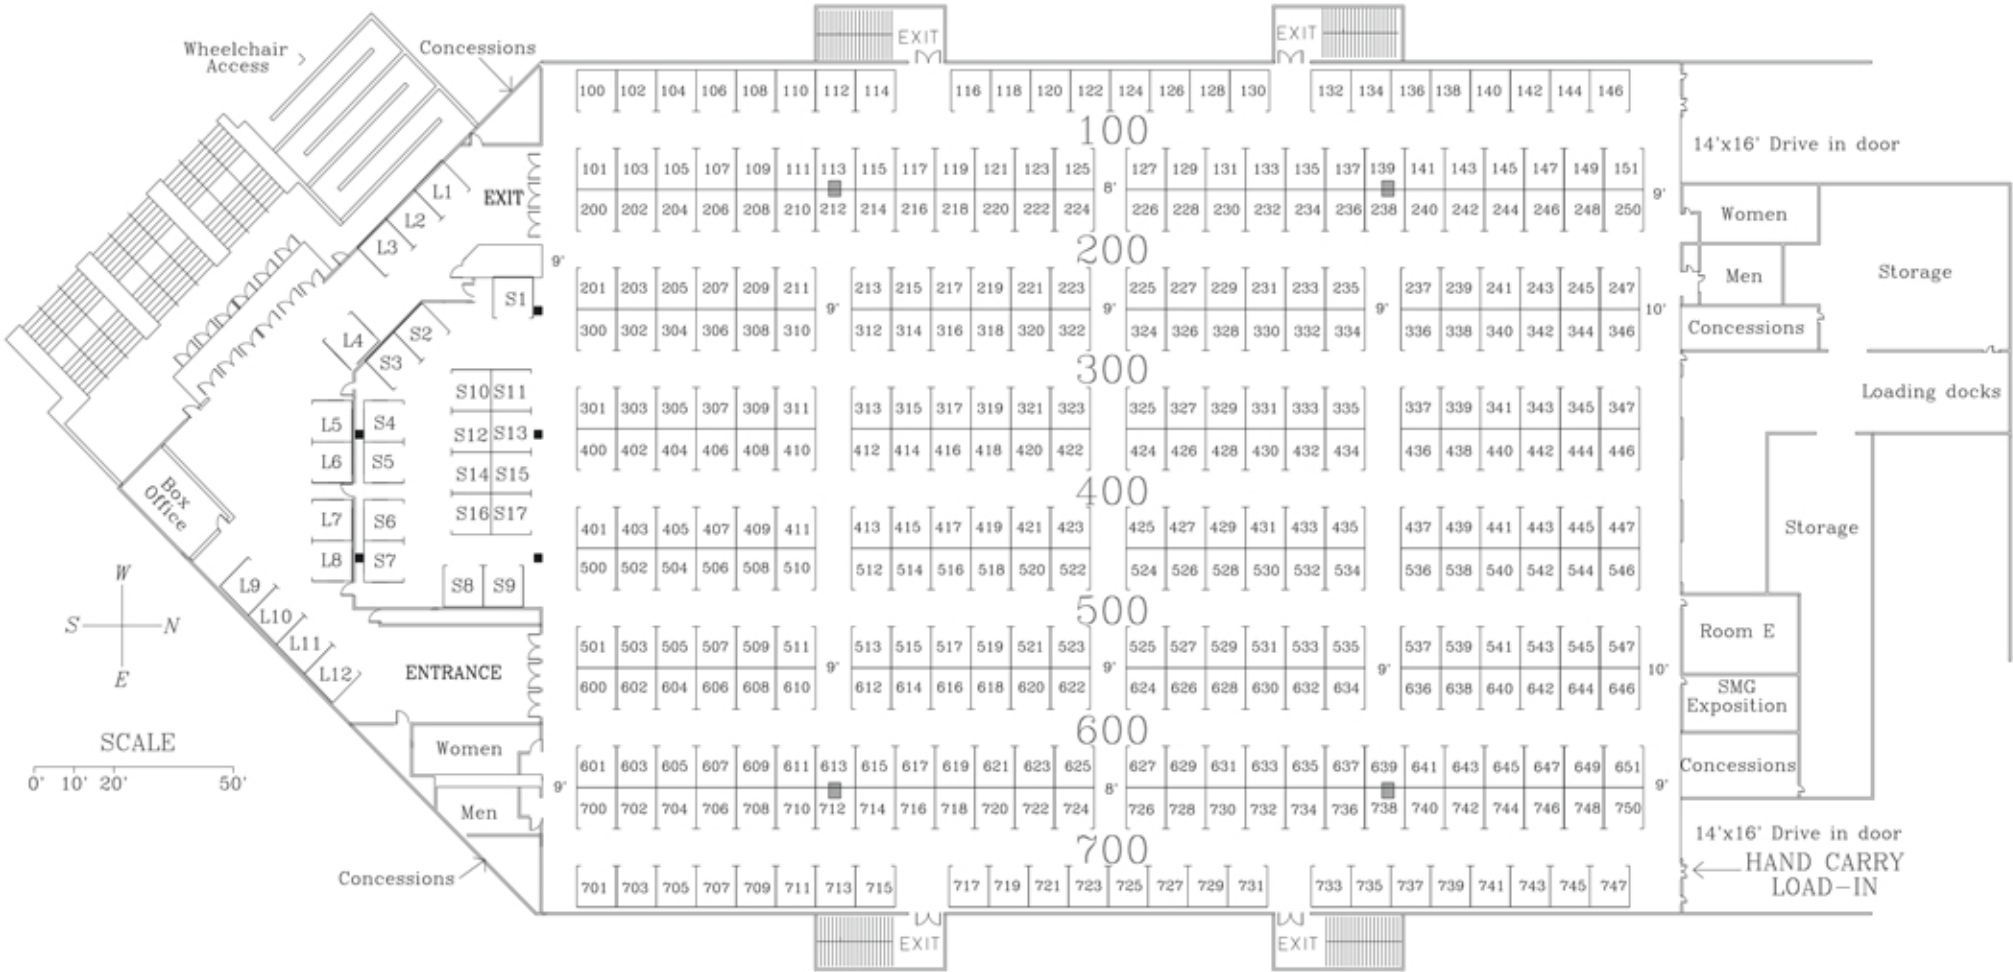 Wheelchair
Access
Concessions
EXIT
EXIT
100 102 104 106 108 110 112 114 116 118 120 122 124 126 128 130 132 134 136 138 140 142 144 146
100
14'x16' Drive in door
101 103 105 107 109 111 113 115 117 119 121 123 125 127 129 131 133 135 137 139 141 143 145 147 149 151
8' 9'
200 202 204 206 208 210 212 214 216 218 220 222 224 226 228 230 232 234 236 238 240 242 244 246 248 250
L1
L2
L3
EXIT
Women
200
9'
Men
Storage
201 203 205 207 209 211 213 215 217 219 221 223 225 227 229 231 233 235 237 239 241 243 245 247
9' 9' 9' 10'
300 302 304 306 308 310 312 314 316 318 320 322 324 326 328 330 332 334 336 338 340 342 344 346
S1
S2
S3
L4
Concessions
300
Loading docks
301 303 305 307 309 311 313 315 317 319 321 323 325 327 329 331 333 335 337 339 341 343 345 347
400 402 404 406 408 410 412 414 416 418 420 422 424 426 428 430 432 434 436 438 440 442 444 446
S10 S11
L5 S4
S12 S13
L6 S5
S14 S15
S16 S17
L7 S6
L8 S7
S8 S9
Box
Office
400
401 403 405 407 409 411 413 415 417 419 421 423 425 427 429 431 433 435 437 439 441 443 445 447
500 502 504 506 508 510 512 514 516 518 520 522 524 526 528 530 532 534 536 538 540 542 544 546
Storage
L9
L10
L11
L12
W
S N
E
500
Room E
501 503 505 507 509 511 513 515 517 519 521 523 525 527 529 531 533 535 537 539 541 543 545 547
9' 9' 9' 10'
600 602 604 606 608 610 612 614 616 618 620 622 624 626 628 630 632 634 636 638 640 642 644 646
ENTRANCE
SMG
Exposition
600
SCALE
0' 10' 20' 50'
Women
Men
Concessions
601 603 605 607 609 611 613 615 617 619 621 623 625 627 629 631 633 635 637 639 641 643 645 647 649 651
9' 8' 9'
700 702 704 706 708 710 712 714 716 718 720 722 724 726 728 730 732 734 736 738 740 742 744 746 748 750
700
14'x16' Drive in door
HAND CARRY
LOAD-IN
Concessions
701 703 705 707 709 711 713 715 717 719 721 723 725 727 729 731 733 735 737 739 741 743 745 747
EXIT
EXIT